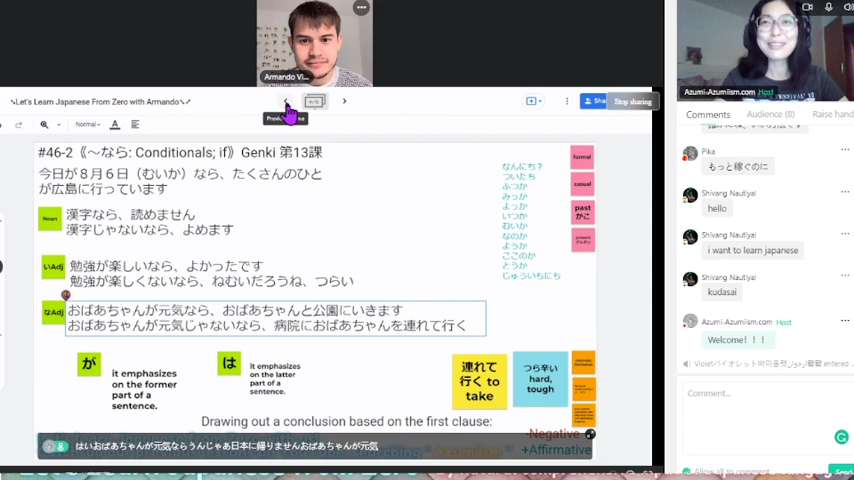 Armando Vi...
⟍Let's Learn Japanese From Zero with Armando⟋
Stop sharing
Normal
#46-2《〜なら: Conditionals; if》Genki 第13課
今日が８月６日（むいか）なら、たくさんのひと
が広島に行っています
Noun
漢字なら、読めません
漢字じゃないなら、よめます
いAdj
勉強が楽しいなら、よかったです
勉強が楽しくないなら、ねむいだろうね、つらい
なAdj
おばあちゃんが元気なら、おばあちゃんと公園にいきます
おばあちゃんが元気じゃないなら、病院におばあちゃんを連れて行く
なんにち？
ついたち
ふつか
みっか
よっか
いつか
むいか
なのか
ようか
ここのか
とうか
じゅういちにち
formal
casual
past
かこ
が
it emphasizes
on the former
part of a
sentence.
は
it emphasizes
on the latter
part of a
sentence.
連れて
行く to
take
つら辛い
hard,
tough
Drawing out a conclusion based on the first clause:
-Negative
+Affirmative
はいおばあちゃんが元気ならうんじゃあ日本に帰りませんおばあちゃんが元気
Azumi-Azumiism.com Host
Comments
Audience (8)
Raise hand
Pika
もっと稼ぐのに
Shivang Nautiyal
hello
Shivang Nautiyal
i want to learn japanese
Shivang Nautiyal
kudasai
Azumi-Azumiism.com Host
Welcome！！！
Comment...
Allow all to comment
Send